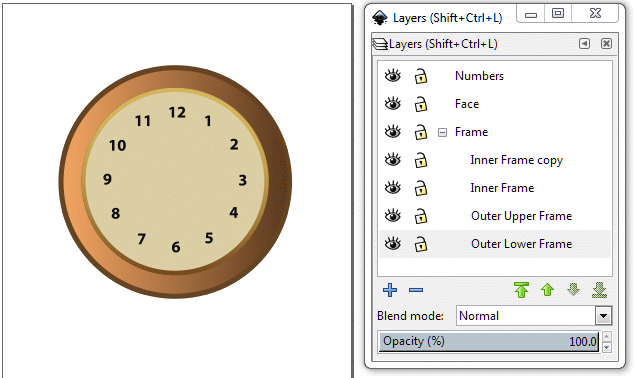 12
11
1
10
2
9
3
8
4
7
5
6
Layers (Shift+Ctrl+L)
Layers (Shift+Ctrl+L)
Numbers
Face
Frame
Inner Frame copy
Inner Frame
Outer Upper Frame
Outer Lower Frame
Blend mode: Normal
Opacity (%) 100.0